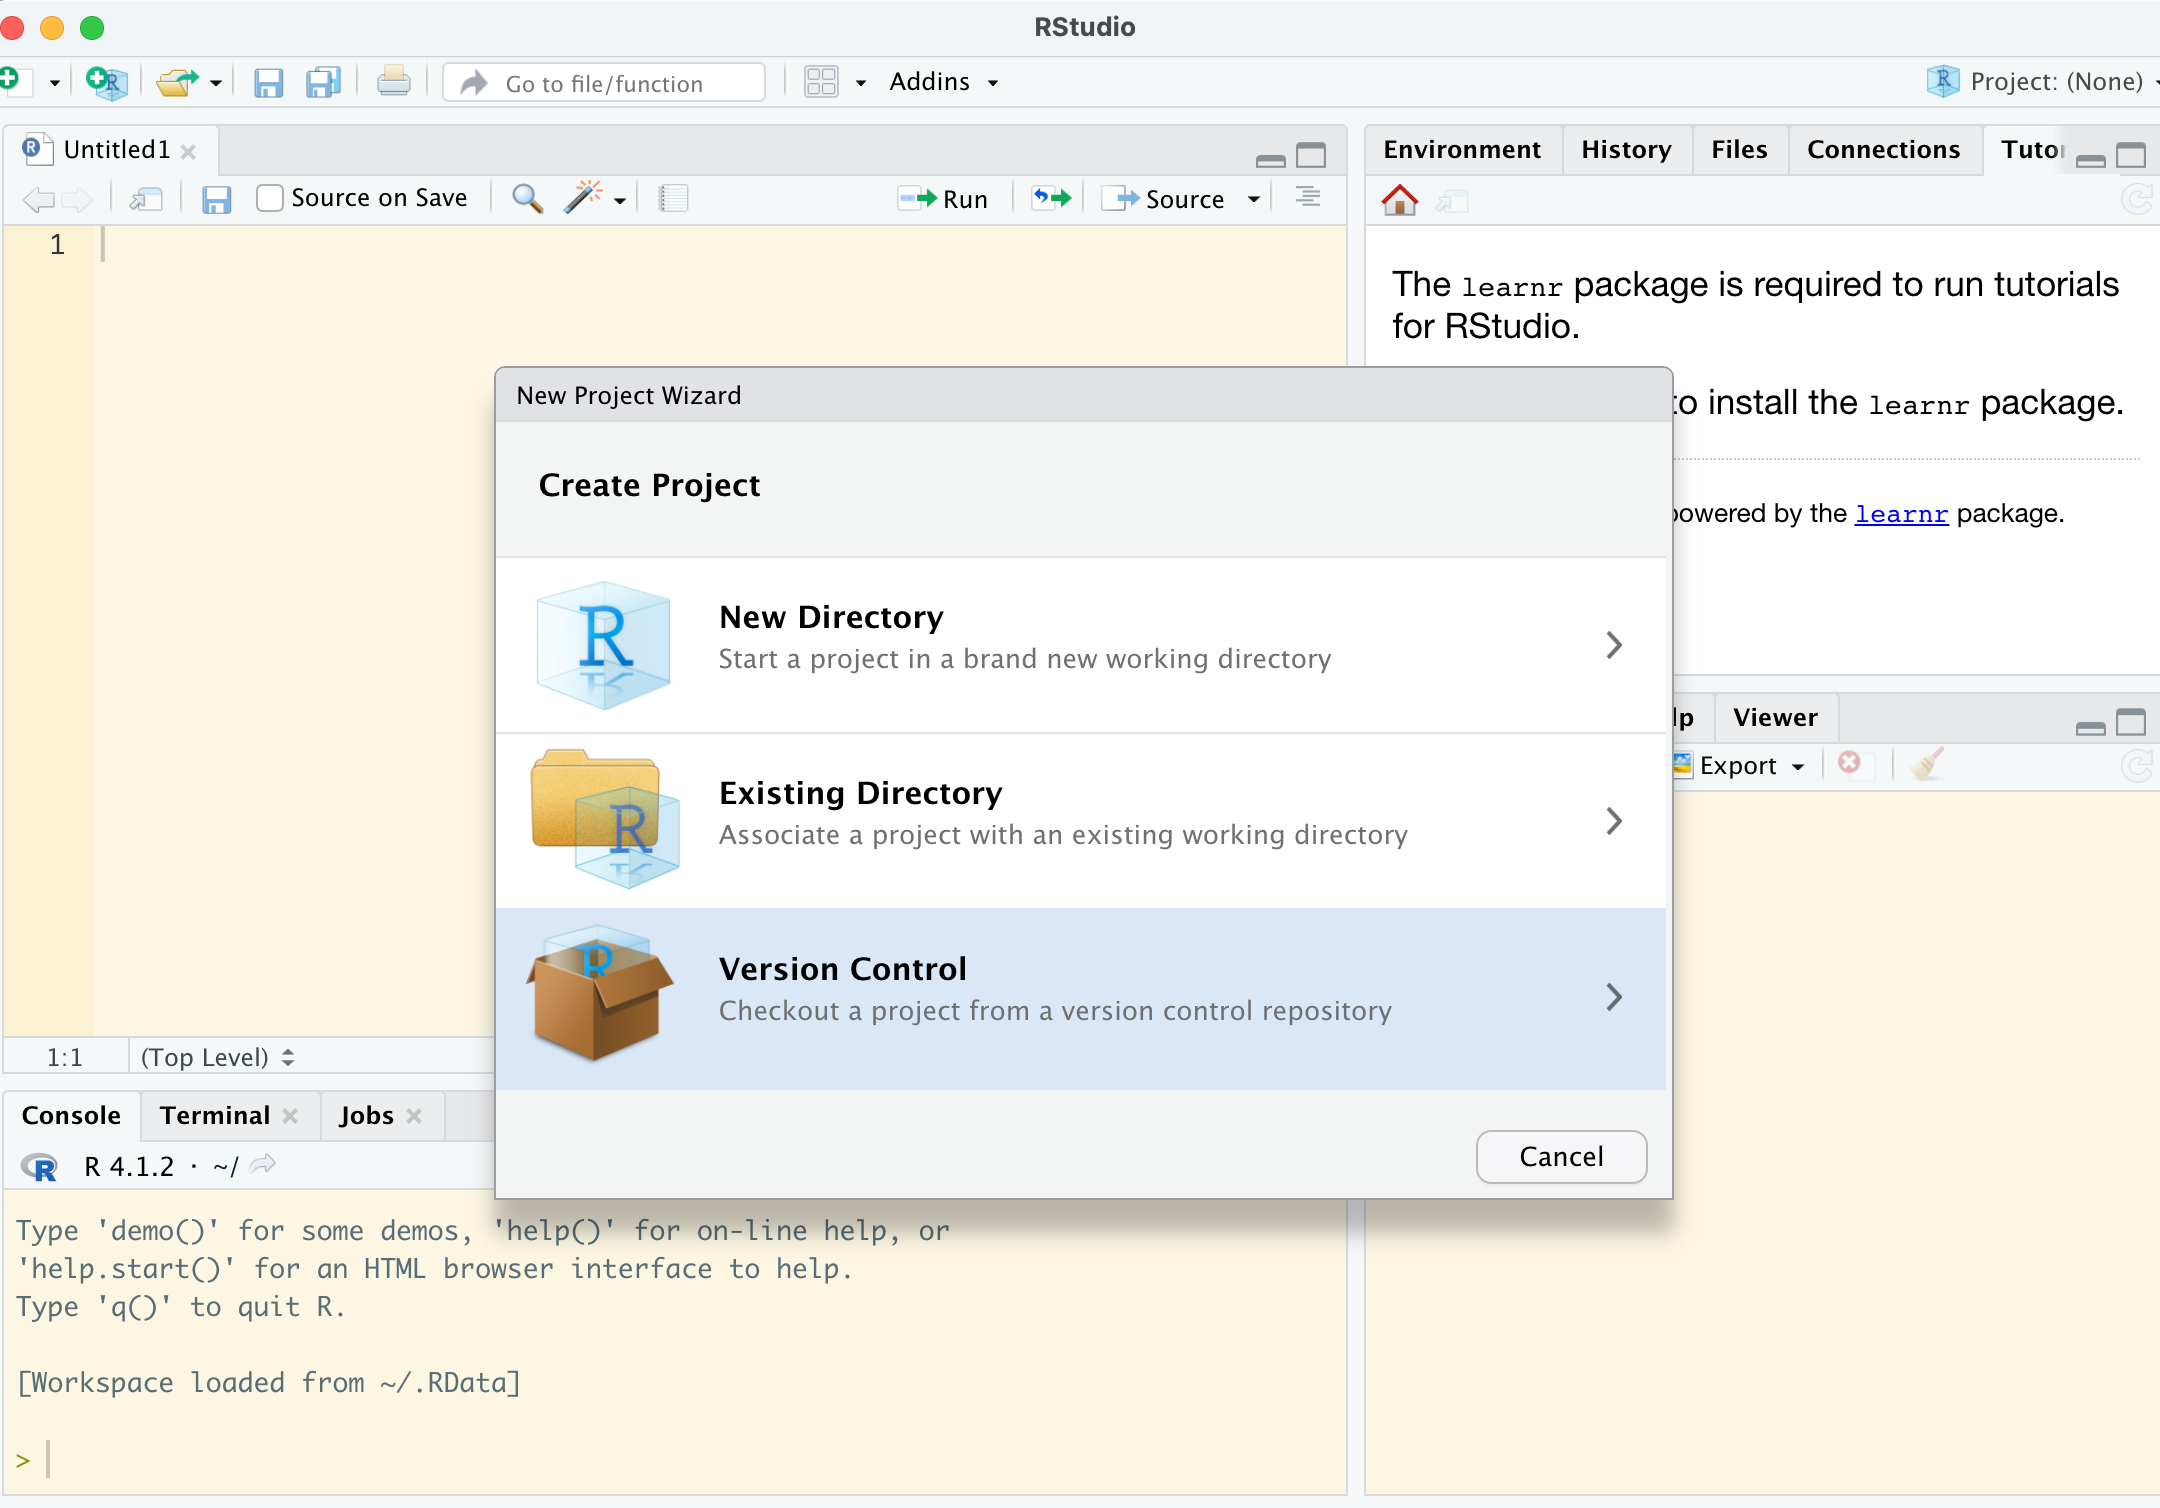 RStudio
Go to file/function
Addins
Project: (None)
Untitled1
Source on Save
Run
Source
1
1:1
(Top Level)
Environment
History
Files
Connections
The learnr package is required to run tutorials
for RStudio.
to install the learnr package.
powered by the learnr package.
Viewer
Export
New Project Wizard
Create Project
New Directory
Start a project in a brand new working directory
Existing Directory
Associate a project with an existing working directory
Version Control
Checkout a project from a version control repository
Cancel
Console
Terminal
Jobs
R 4.1.2 · ~/
Type 'demo()' for some demos, 'help()' for on-line help, or
'help.start()' for an HTML browser interface to help.
Type 'q()' to quit R.
[Workspace loaded from ~/.RData]
>